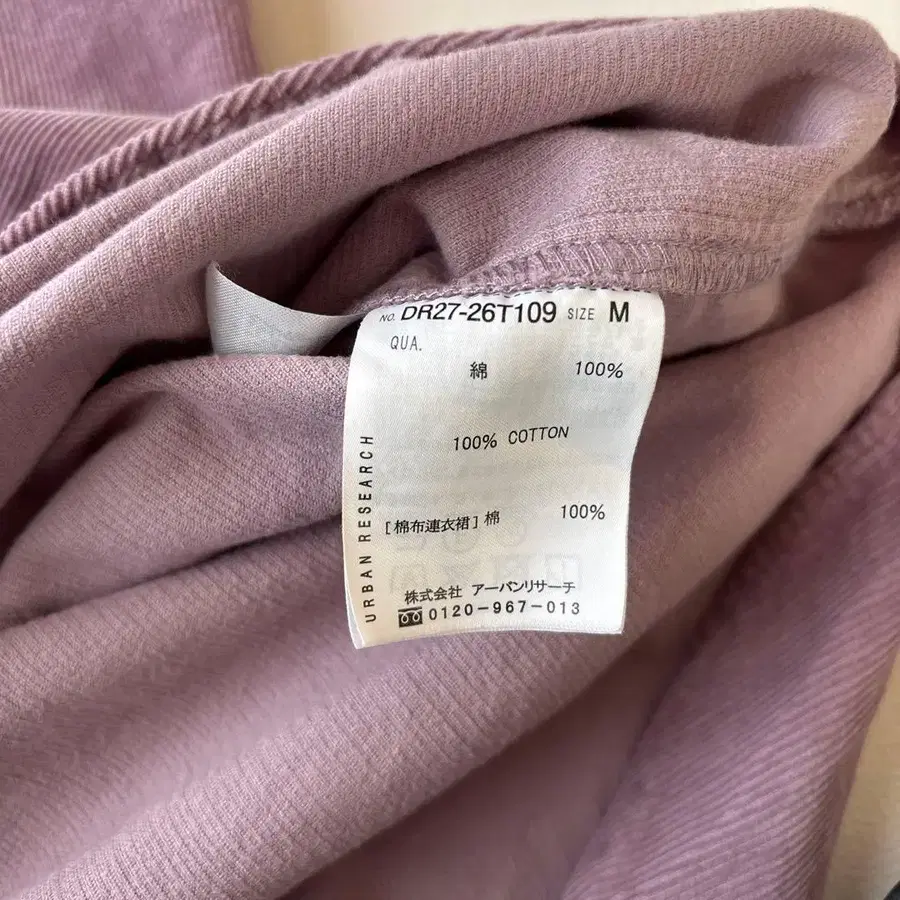 NO. DR27-26T109 SIZE M
QUA.
綿 100%
100% COTTON
[棉布連衣裙] 棉 100%
URBAN RESEARCH
株式会社 アーバンリサーチ
0120-967-013